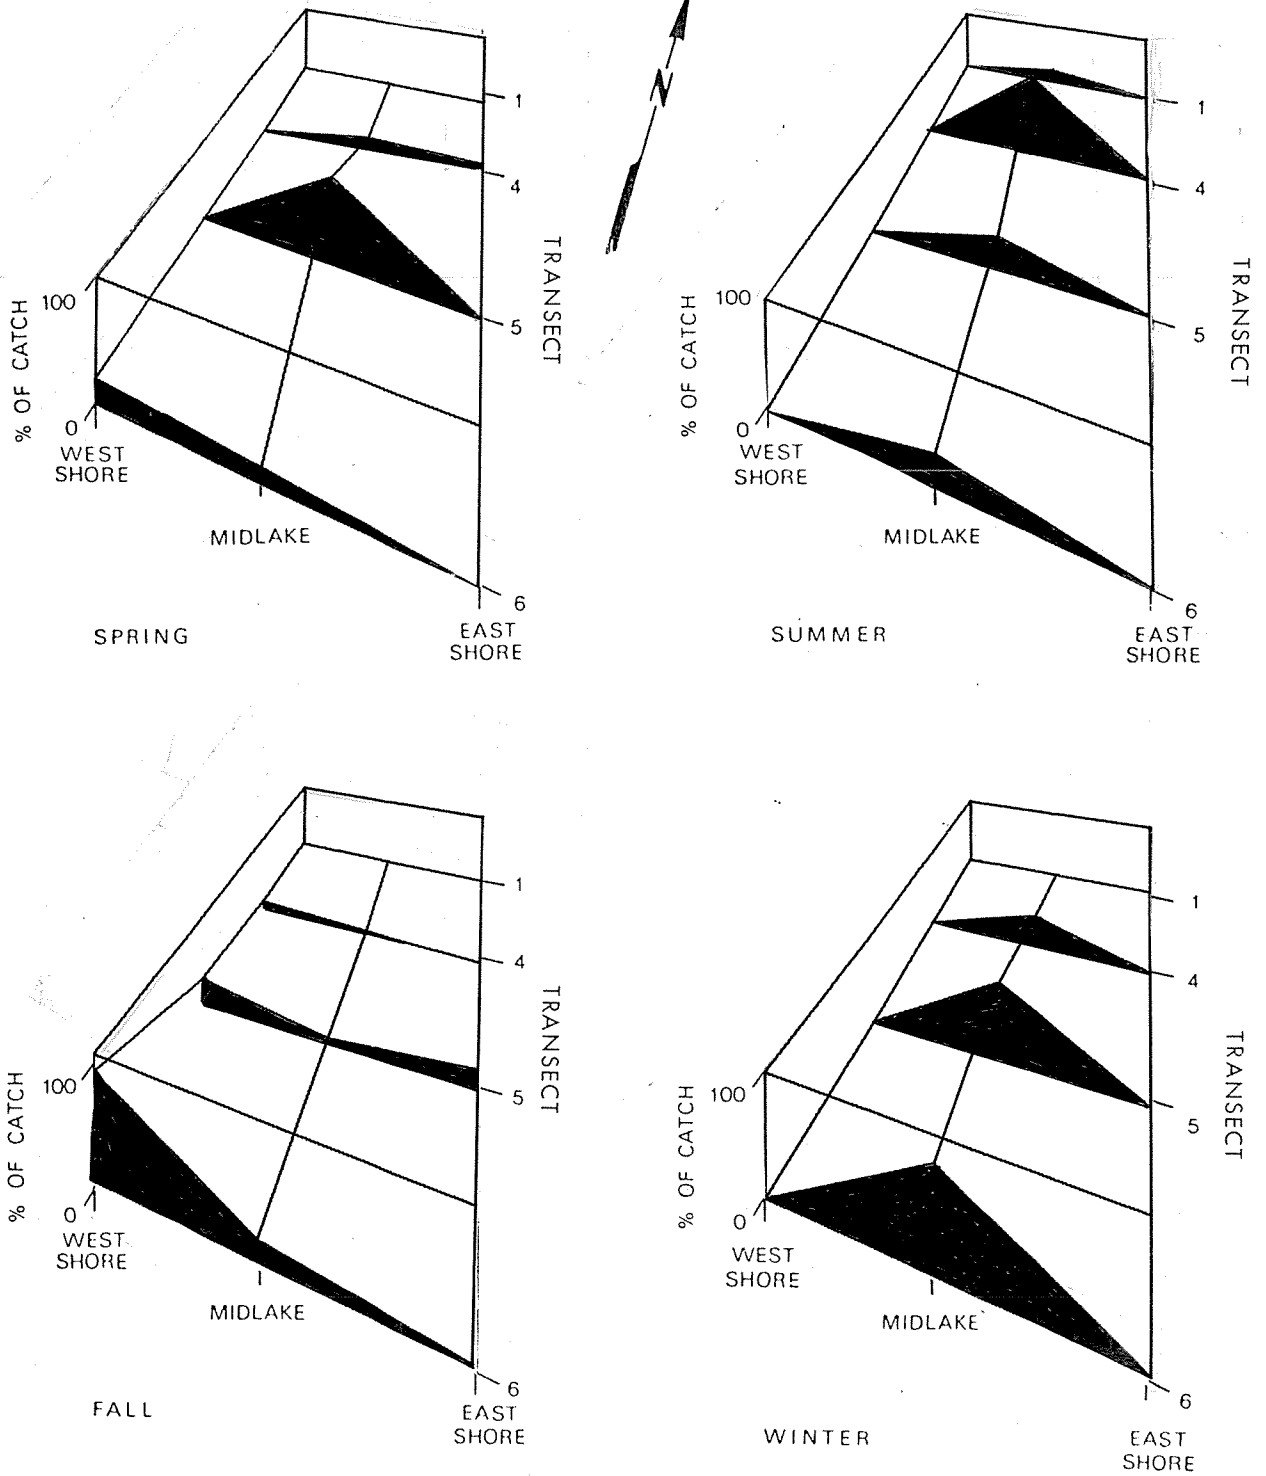 N
1
4
5
TRANSECT
100
% OF CATCH
0
WEST
SHORE
MIDLAKE
6
EAST
SHORE
SPRING
1
4
5
TRANSECT
100
% OF CATCH
0
WEST
SHORE
MIDLAKE
6
EAST
SHORE
SUMMER
1
4
5
TRANSECT
100
% OF CATCH
0
WEST
SHORE
MIDLAKE
6
EAST
SHORE
FALL
1
4
5
TRANSECT
100
% OF CATCH
0
WEST
SHORE
MIDLAKE
6
EAST
SHORE
WINTER